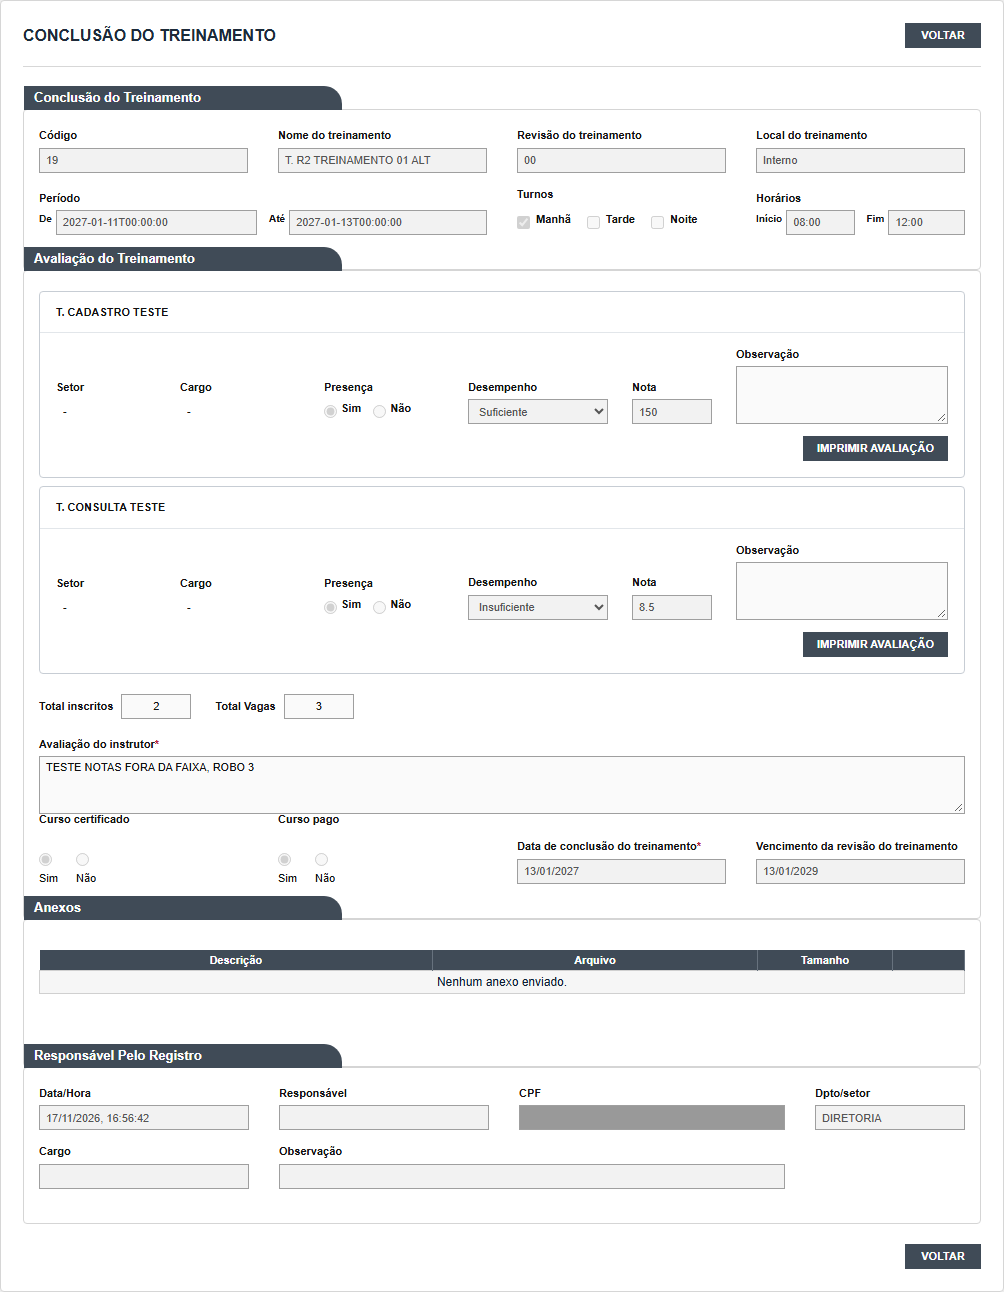 CONCLUSÃO DO TREINAMENTO
VOLTAR
Conclusão do Treinamento
Código Nome do treinamento Revisão do treinamento Local do treinamento
19 T. R2 TREINAMENTO 01 ALT 00 Interno
Período Turnos Horários
De 2027-01-11T00:00:00 Até 2027-01-13T00:00:00 Manhã Tarde Noite Início 08:00 Fim 12:00
Avaliação do Treinamento
T. CADASTRO TESTE
Observação
Setor Cargo Presença Desempenho Nota
- - Sim Não Suficiente 150
IMPRIMIR AVALIAÇÃO
T. CONSULTA TESTE
Observação
Setor Cargo Presença Desempenho Nota
- - Sim Não Insuficiente 8.5
IMPRIMIR AVALIAÇÃO
Total inscritos 2 Total Vagas 3
Avaliação do instrutor*
TESTE NOTAS FORA DA FAIXA, ROBO 3
Curso certificado Curso pago
Data de conclusão do treinamento* Vencimento da revisão do treinamento
Sim Não Sim Não 13/01/2027 13/01/2029
Anexos
Descrição Arquivo Tamanho
Nenhum anexo enviado.
Responsável Pelo Registro
Data/Hora Responsável CPF Dpto/setor
17/11/2026, 16:56:42 DIRETORIA
Cargo Observação
VOLTAR